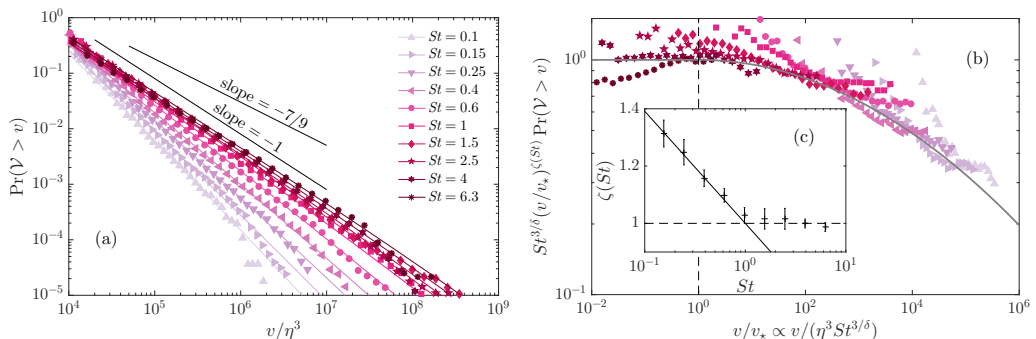 10^0
10^-1
10^-2
10^-3
10^-4
10^-5
Pr(𝒱 > v)
slope = −7/9
slope = −1
(a)
St = 0.1
St = 0.15
St = 0.25
St = 0.4
St = 0.6
St = 1
St = 1.5
St = 2.5
St = 4
St = 6.3
10^4 10^5 10^6 10^7 10^8 10^9
v/η^3
10^0
10^-1
St^{3/δ}(v/v⋆)^{ζ(St)} Pr(𝒱 > v)
(b)
(c)
1.4
1.2
1
ζ(St)
10^-1 10^0 10^1
St
10^-2 10^0 10^2 10^4 10^6
v/v⋆ ∝ v/(η^3 St^{3/δ})